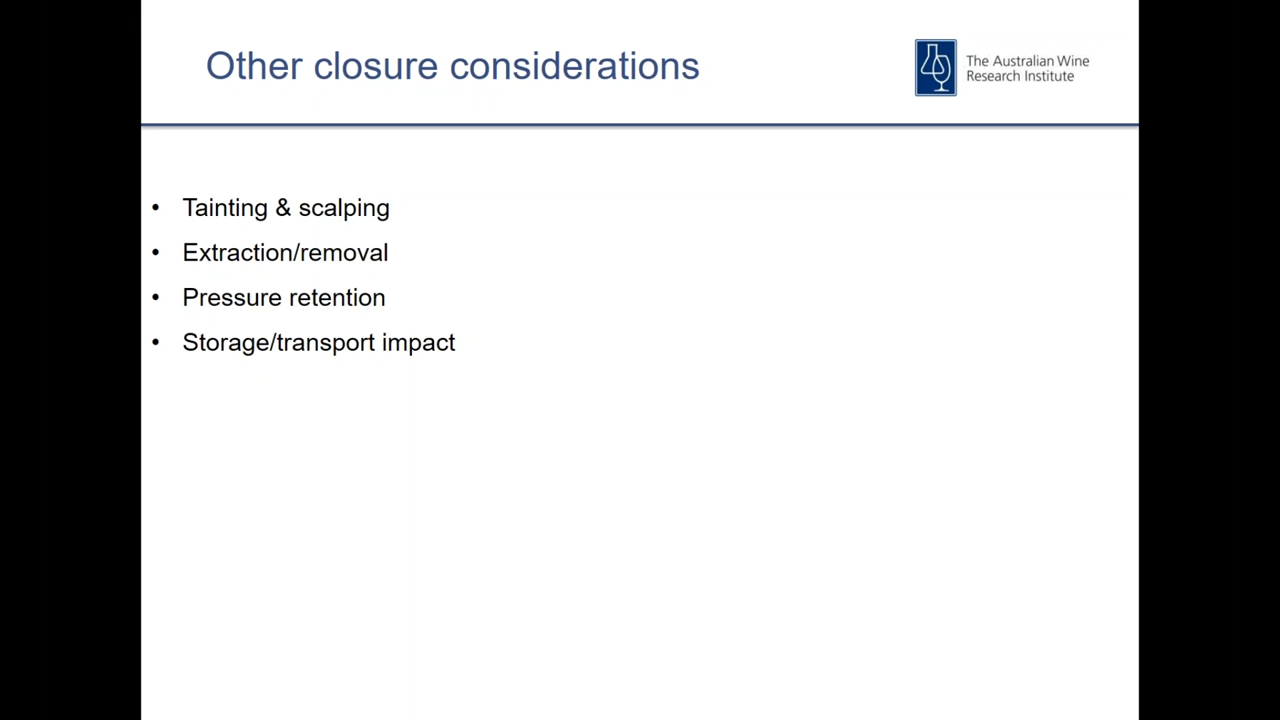 Other closure considerations
The Australian Wine
Research Institute
• Tainting & scalping
• Extraction/removal
• Pressure retention
• Storage/transport impact